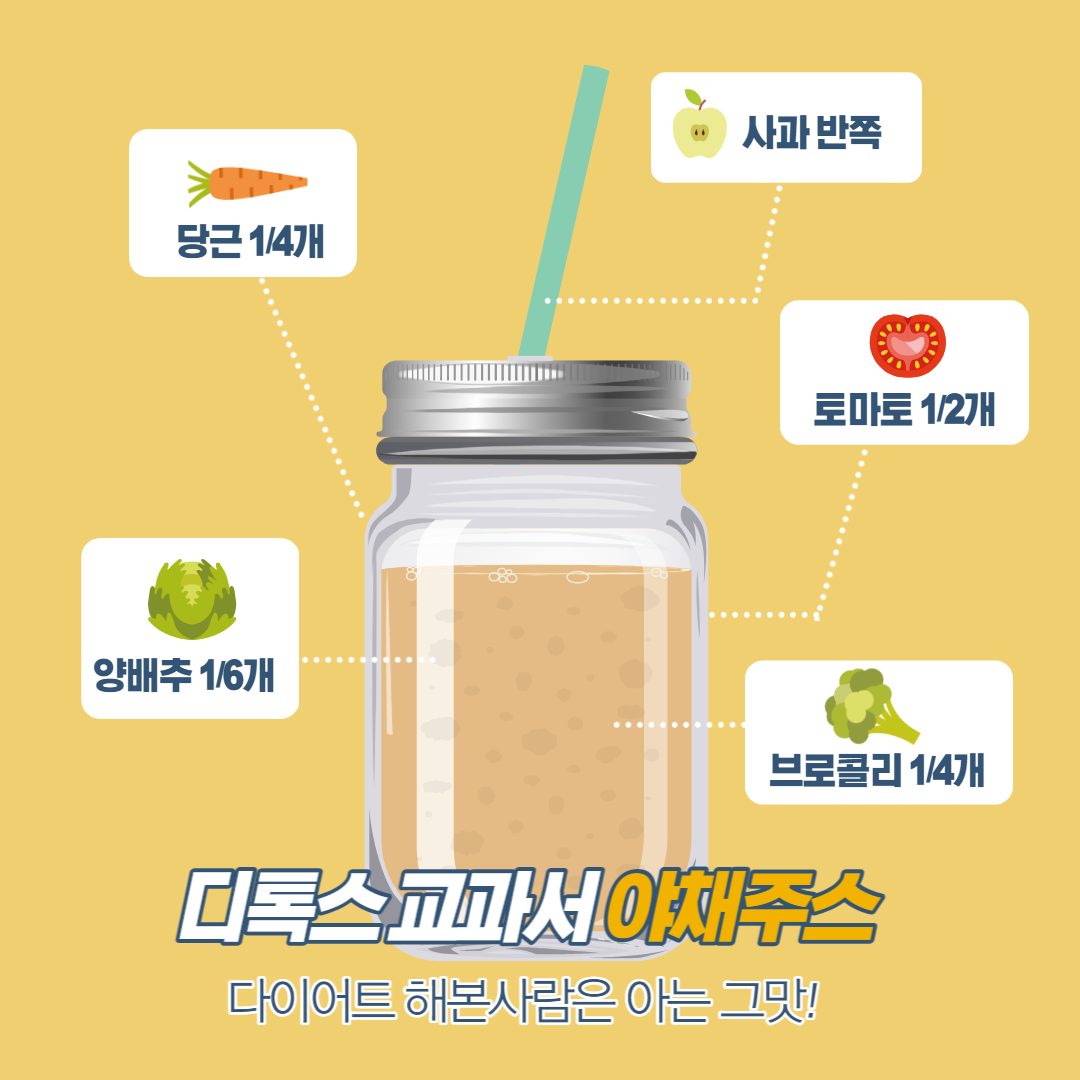 사과 반쪽
당근 1/4개
토마토 1/2개
양배추 1/6개
브로콜리 1/4개
디톡스 교과서 야채주스
다이어트 해본사람은 아는 그맛!